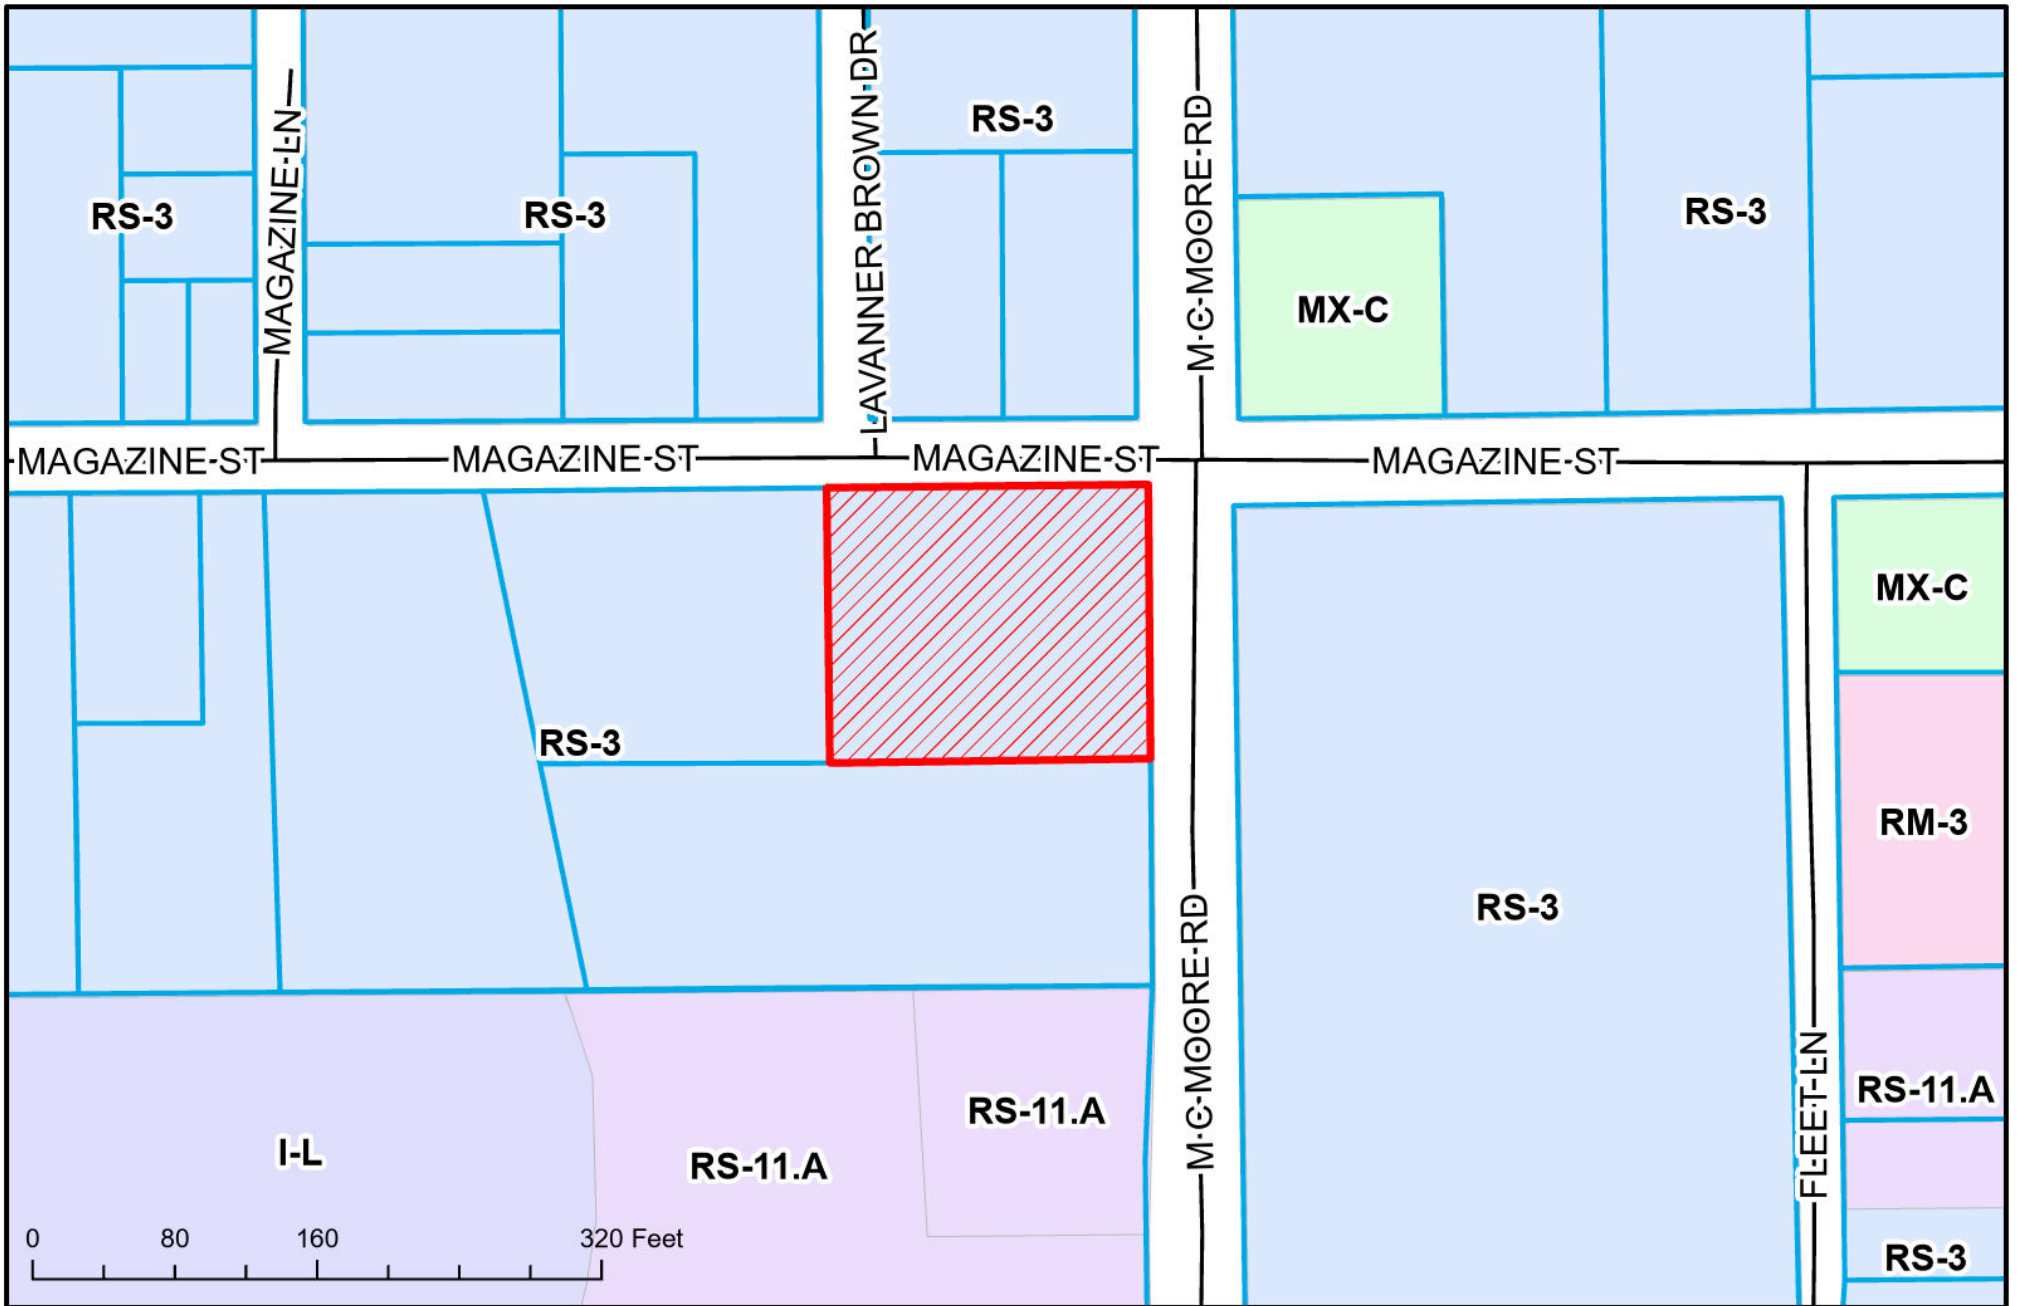 MAGAZINE-LN
LAVANNER-BROWN-DR
M-C-MOORE-RD
RS-3
RS-3
RS-3
RS-3
MX-C
MAGAZINE-ST
MAGAZINE-ST
MAGAZINE-ST
MAGAZINE-ST
MX-C
RS-3
RM-3
RS-3
M-C-MOORE-RD
FLEET-LN
RS-11.A
RS-11.A
I-L
RS-11.A
RS-3
0 80 160 320 Feet